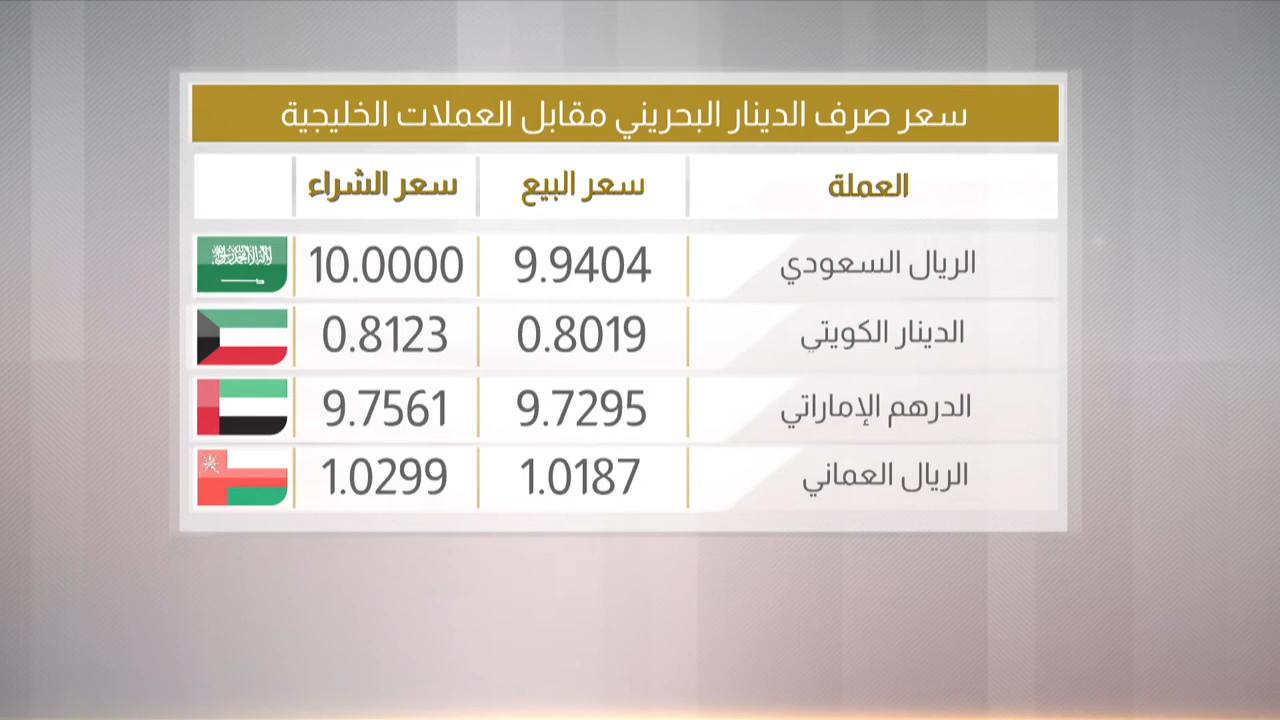 سعر صرف الدينار البحريني مقابل العملات الخليجية
العملة سعر البيع سعر الشراء
الريال السعودي 9.9404 10.0000
الدينار الكويتي 0.8019 0.8123
الدرهم الإماراتي 9.7295 9.7561
الريال العماني 1.0187 1.0299